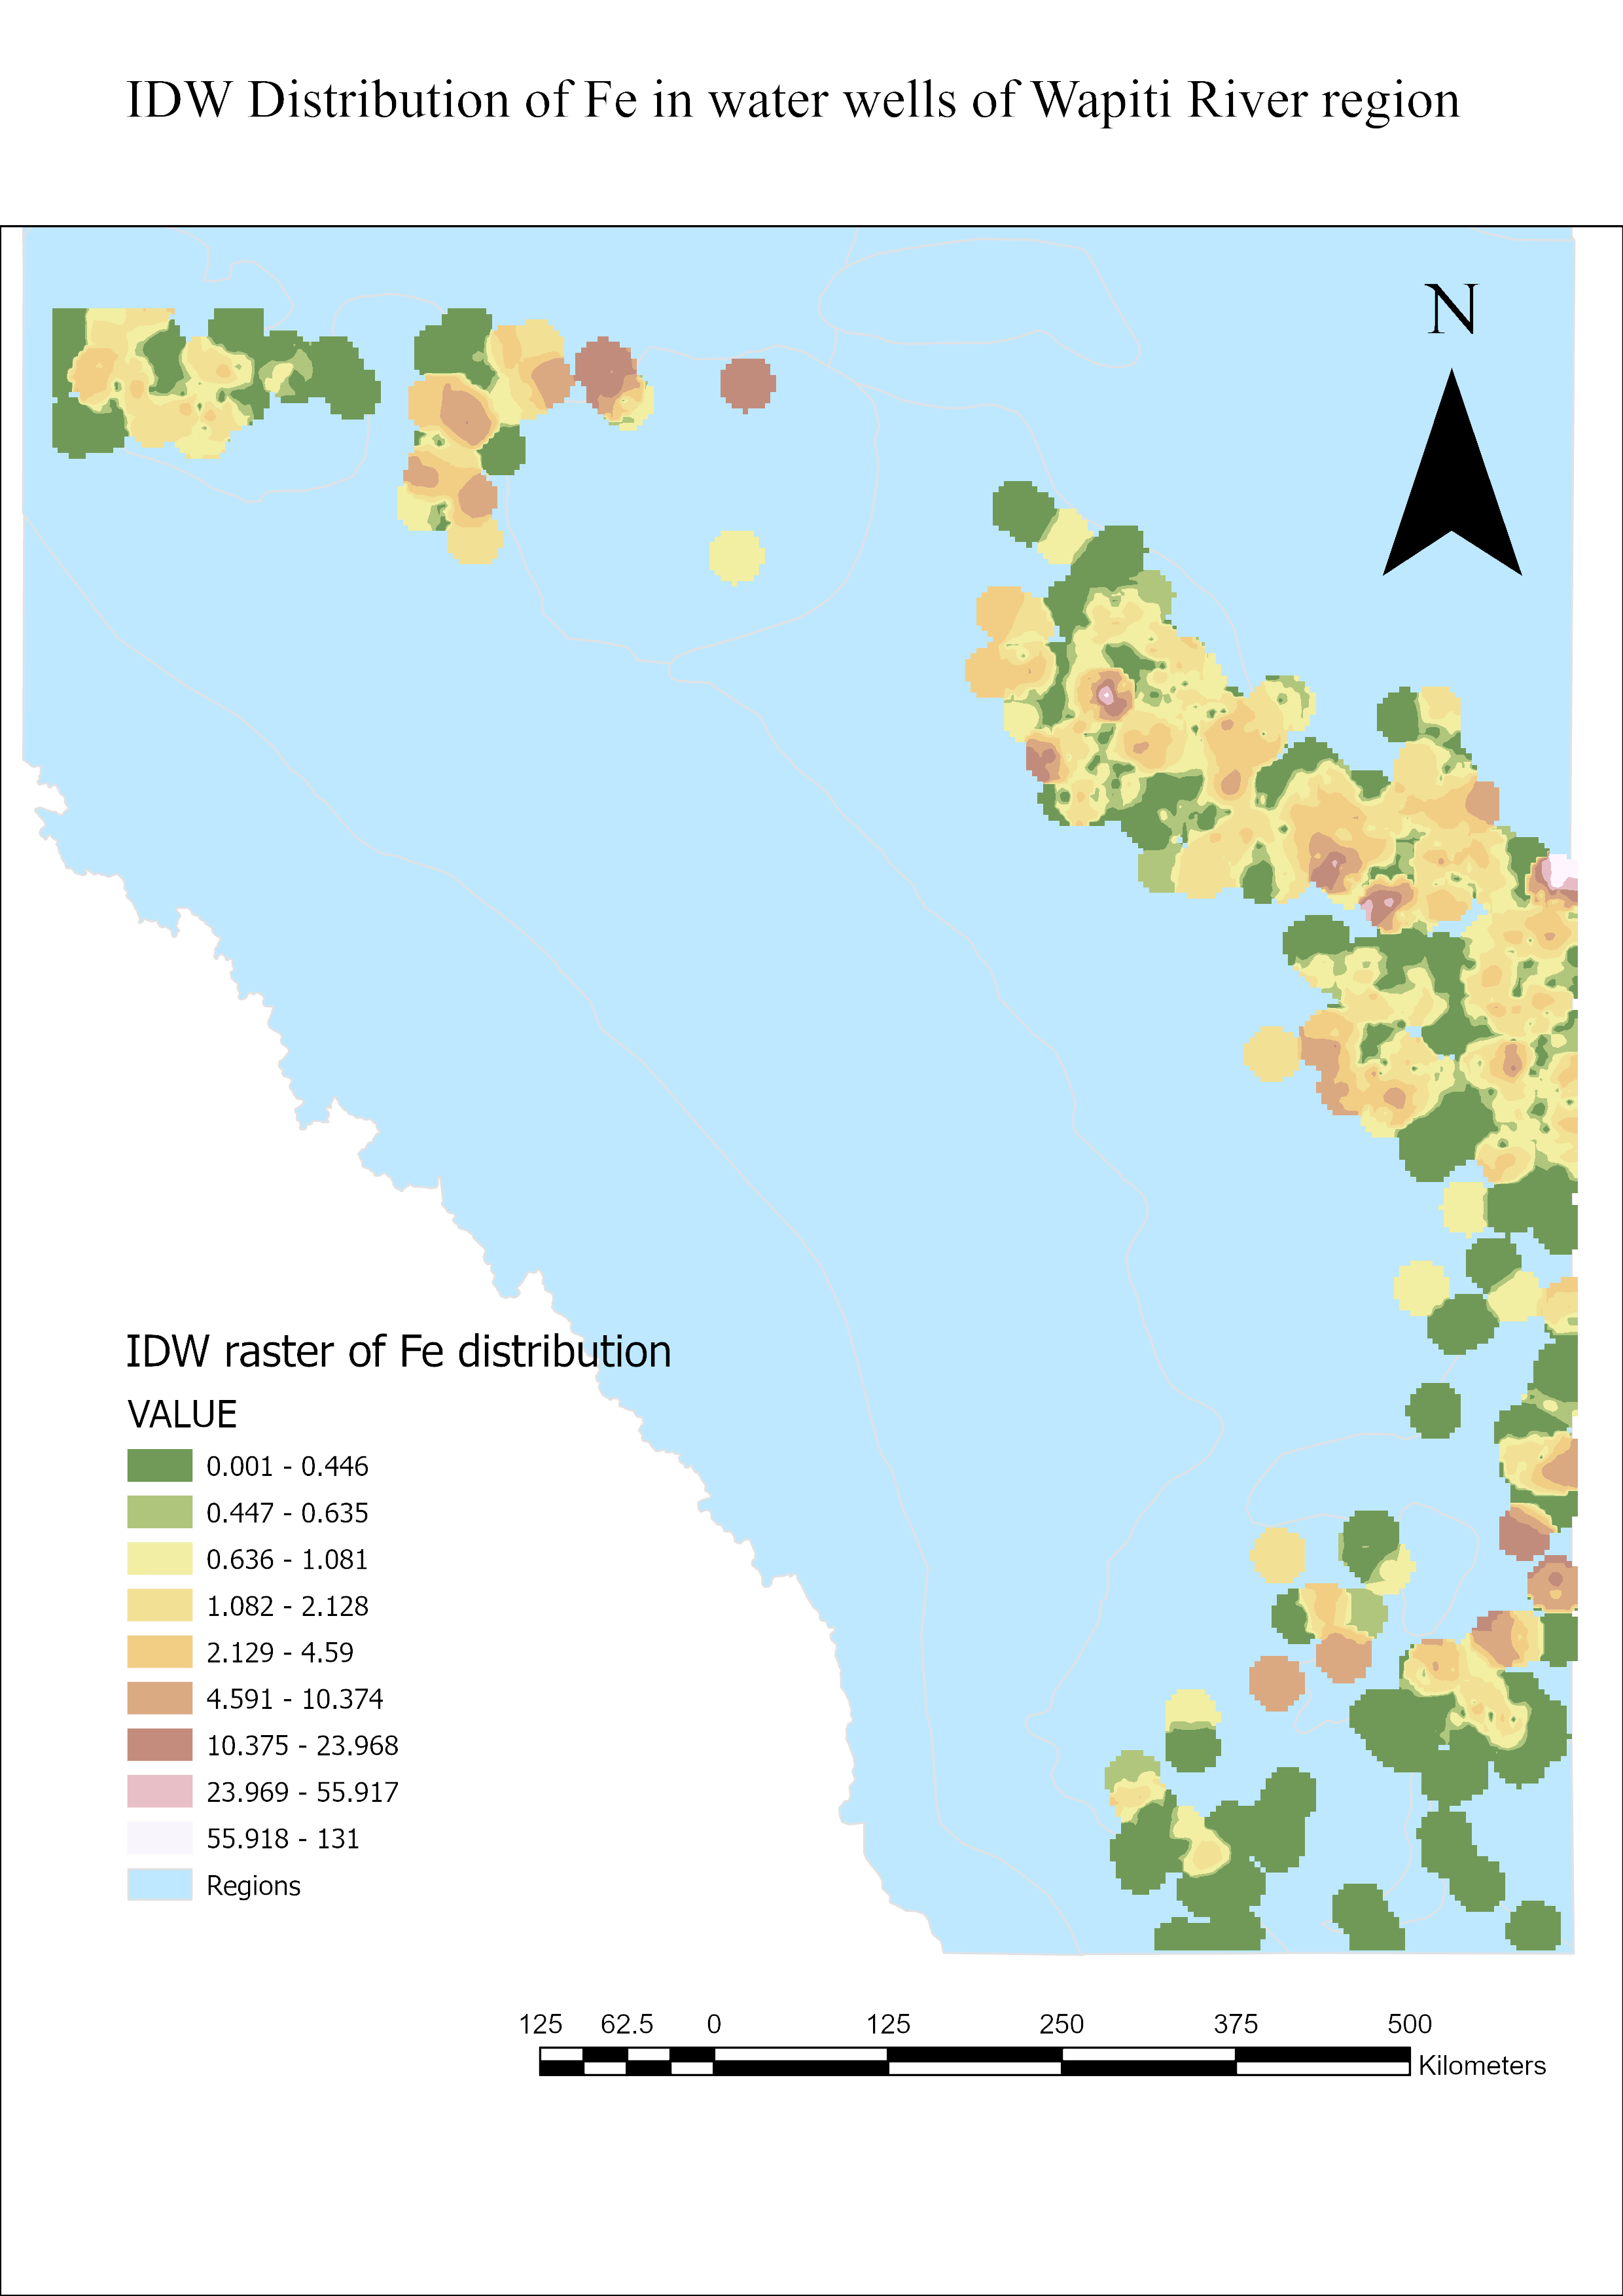 IDW Distribution of Fe in water wells of Wapiti River region
N
IDW raster of Fe distribution
VALUE
0.001 - 0.446
0.447 - 0.635
0.636 - 1.081
1.082 - 2.128
2.129 - 4.59
4.591 - 10.374
10.375 - 23.968
23.969 - 55.917
55.918 - 131
Regions
125 62.5 0 125 250 375 500
Kilometers